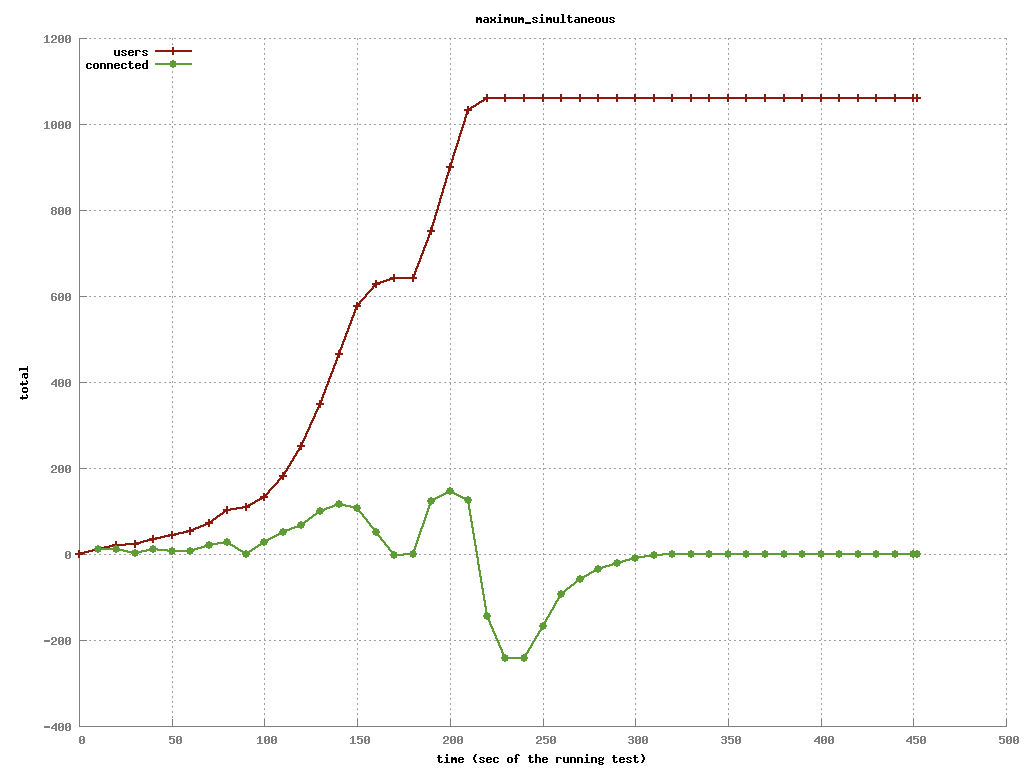 maximum_simultaneous
users
connected
1200
1000
800
600
400
200
0
-200
-400
total
0 50 100 150 200 250 300 350 400 450 500
time (sec of the running test)